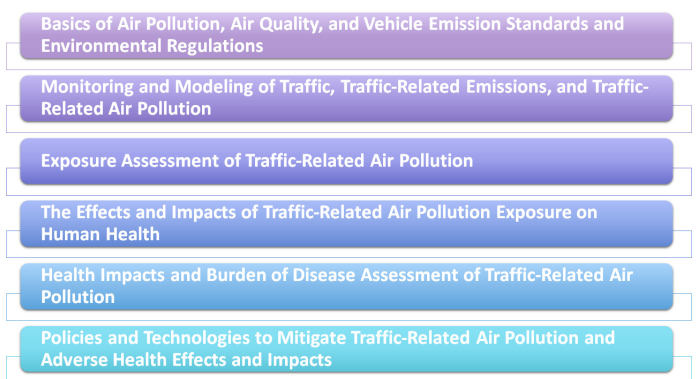 Basics of Air Pollution, Air Quality, and Vehicle Emission Standards and
Environmental Regulations
Monitoring and Modeling of Traffic, Traffic-Related Emissions, and Traffic-
Related Air Pollution
Exposure Assessment of Traffic-Related Air Pollution
The Effects and Impacts of Traffic-Related Air Pollution Exposure on
Human Health
Health Impacts and Burden of Disease Assessment of Traffic-Related Air
Pollution
Policies and Technologies to Mitigate Traffic-Related Air Pollution and
Adverse Health Effects and Impacts